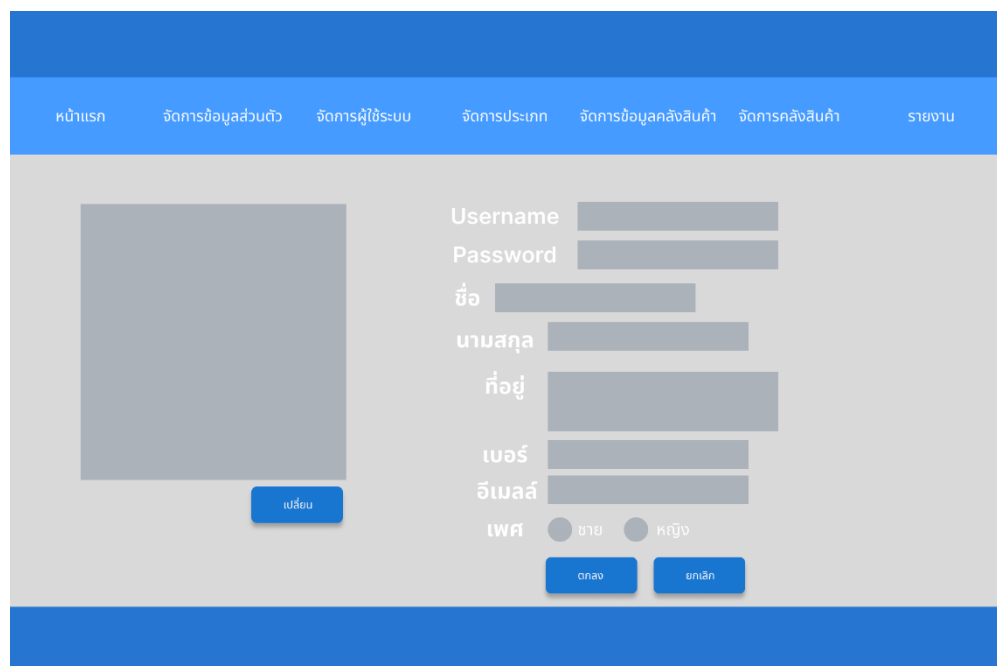 หน้าแรก จัดการข้อมูลส่วนตัว จัดการผู้ใช้ระบบ จัดการประเภท จัดการข้อมูลคลังสินค้า จัดการคลังสินค้า รายงาน
Username
Password
ชื่อ
นามสกุล
ที่อยู่
เบอร์
อีเมลล์
เพศ ชาย หญิง
เปลี่ยน
ตกลง ยกเลิก